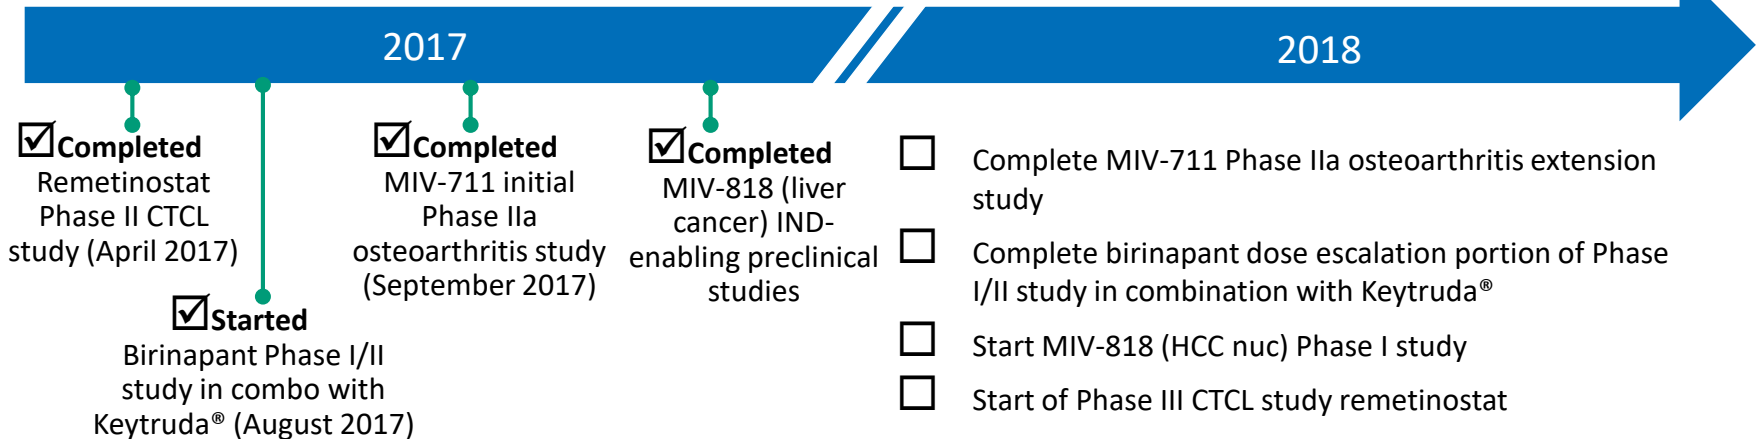 2017
2018
☑Completed
Remetinostat
Phase II CTCL
study (April 2017)
☑Started
Birinapant Phase I/II
study in combo with
Keytruda® (August 2017)
☑Completed
MIV-711 initial
Phase IIa
osteoarthritis study
(September 2017)
☑Completed
MIV-818 (liver
cancer) IND-
enabling preclinical
studies
☐ Complete MIV-711 Phase IIa osteoarthritis extension
study
☐ Complete birinapant dose escalation portion of Phase
I/II study in combination with Keytruda®
☐ Start MIV-818 (HCC nuc) Phase I study
☐ Start of Phase III CTCL study remetinostat